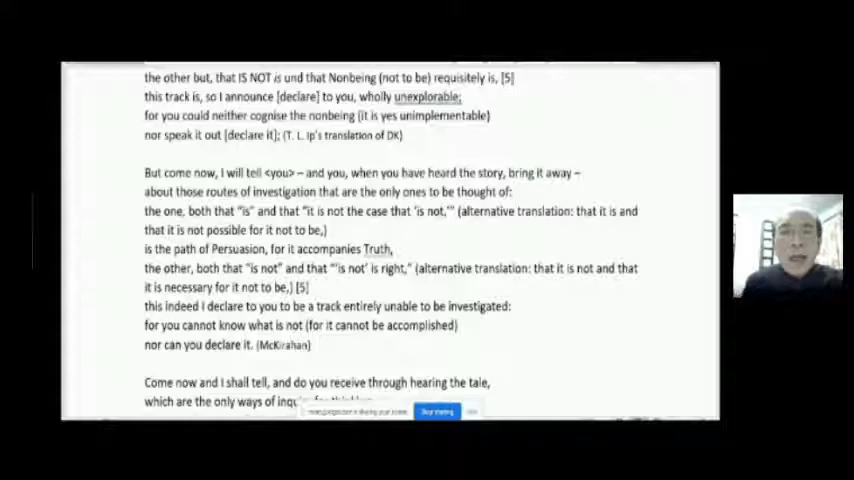 the other but, that IS NOT is und that Nonbeing (not to be) requisitely is, [5]
this track is, so I announce [declare] to you, wholly unexplorable;
for you could neither cognise the nonbeing (it is yes unimplementable)
nor speak it out [declare it]; (T. L. Ip's translation of DK)
But come now, I will tell <you> – and you, when you have heard the story, bring it away –
about those routes of investigation that are the only ones to be thought of:
the one, both that "is" and that "it is not the case that 'is not,'" (alternative translation: that it is and
that it is not possible for it not to be,)
is the path of Persuasion, for it accompanies Truth,
the other, both that "is not" and that "'is not' is right," (alternative translation: that it is not and that
it is necessary for it not to be,) [5]
this indeed I declare to you to be a track entirely unable to be investigated:
for you cannot know what is not (for it cannot be accomplished)
nor can you declare it. (McKirahan)
Come now and I shall tell, and do you receive through hearing the tale,
which are the only ways of
is sharing your screen.
Stop sharing